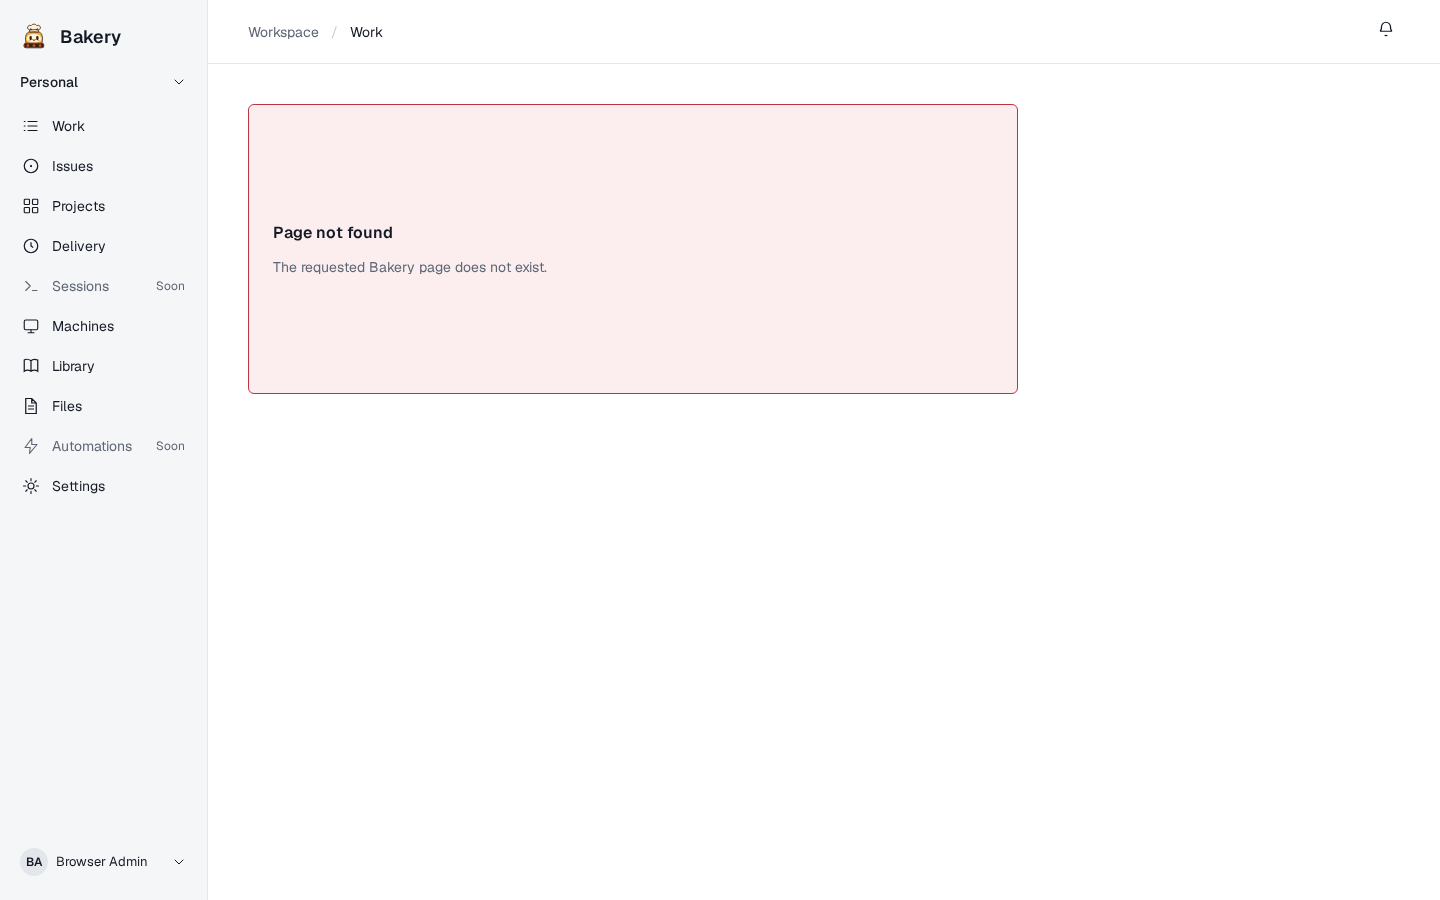 Bakery
Personal
Work
Issues
Projects
Delivery
Sessions Soon
Machines
Library
Files
Automations Soon
Settings
BA Browser Admin
Workspace / Work
Page not found
The requested Bakery page does not exist.